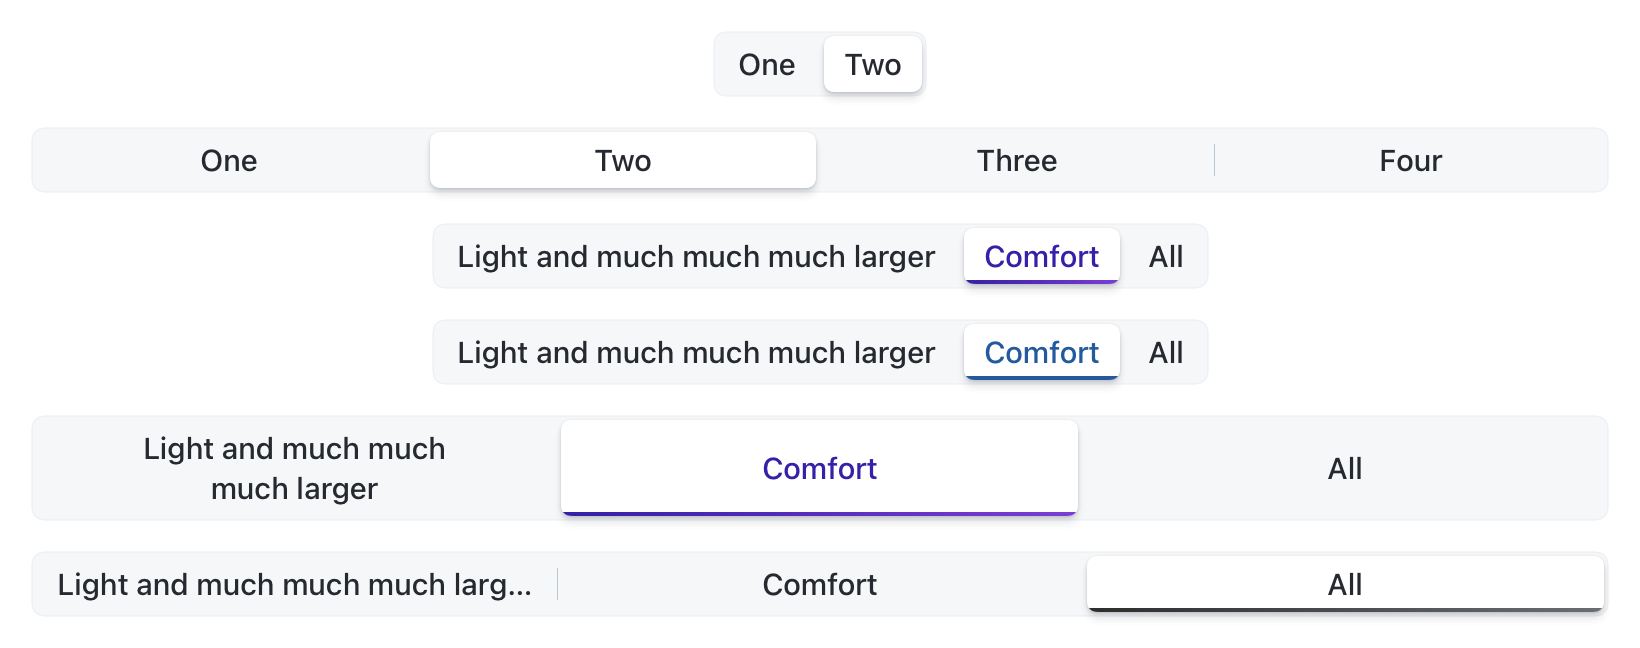 One Two
One Two Three Four
Light and much much much larger Comfort All
Light and much much much larger Comfort All
Light and much much
much larger
Comfort
All
Light and much much much larg... Comfort All